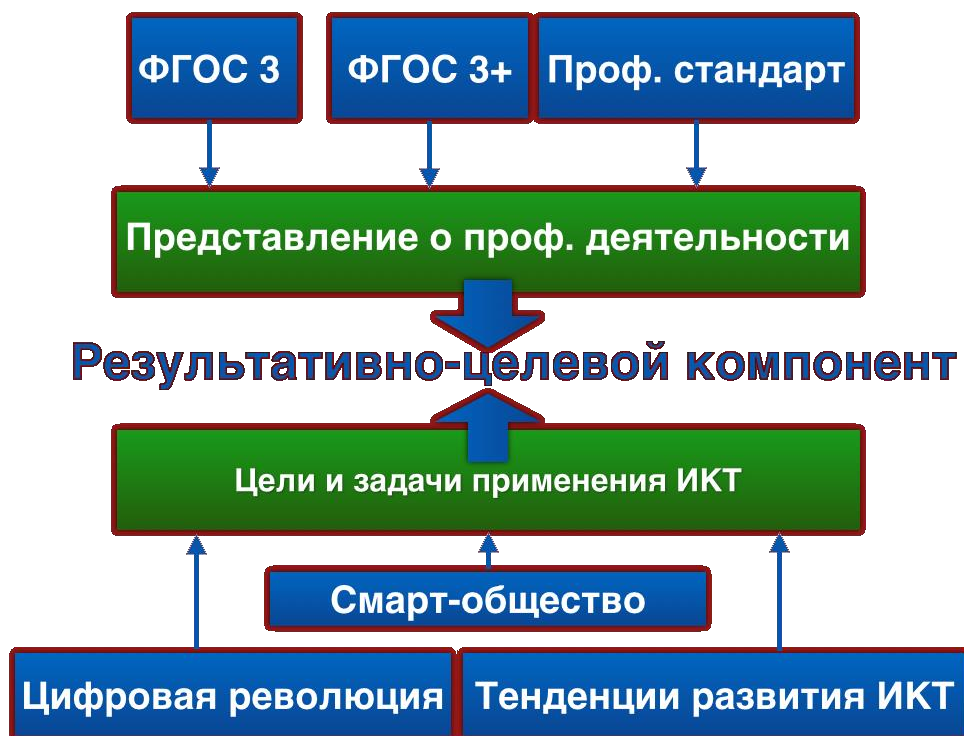 ФГОС 3
ФГОС 3+
Проф. стандарт
Представление о проф. деятельности
Результативно-целевой компонент
Цели и задачи применения ИКТ
Смарт-общество
Цифровая революция
Тенденции развития ИКТ